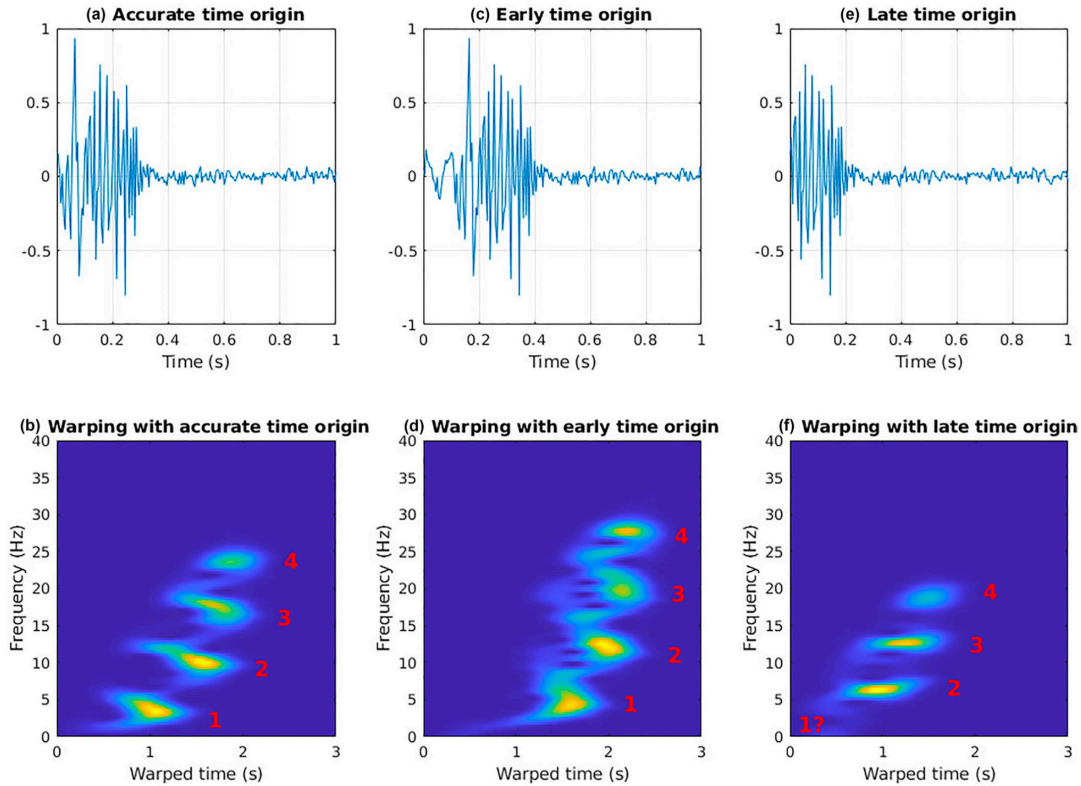 (a) Accurate time origin
1
0.5
0
-0.5
-1
0 0.2 0.4 0.6 0.8 1
Time (s)
(c) Early time origin
1
0.5
0
-0.5
-1
0 0.2 0.4 0.6 0.8 1
Time (s)
(e) Late time origin
1
0.5
0
-0.5
-1
0 0.2 0.4 0.6 0.8 1
Time (s)
(b) Warping with accurate time origin
Frequency (Hz)
40
35
30
25
20
15
10
5
0
4
3
2
1
0 1 2 3
Warped time (s)
(d) Warping with early time origin
Frequency (Hz)
40
35
30
25
20
15
10
5
0
4
3
2
1
0 1 2 3
Warped time (s)
(f) Warping with late time origin
Frequency (Hz)
40
35
30
25
20
15
10
5
0
4
3
2
1?
0 1 2 3
Warped time (s)